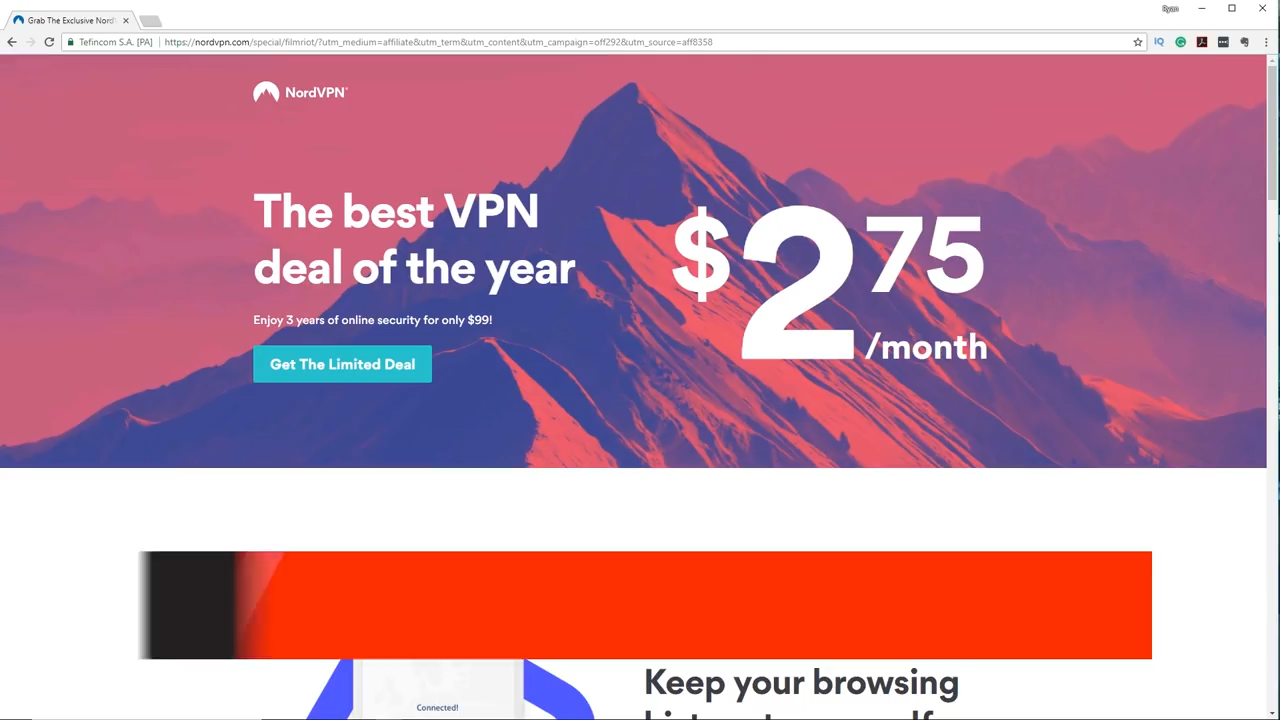 Ryan
Grab The Exclusive Nord
Tefincom S.A. [PA]
https://nordvpn.com/special/filmriot/?utm_medium=affiliate&utm_term&utm_content&utm_campaign=off292&utm_source=aff8358
NordVPN
The best VPN
deal of the year
Enjoy 3 years of online security for only $99!
Get The Limited Deal
$2.75
/month
Connected!
Keep your browsing